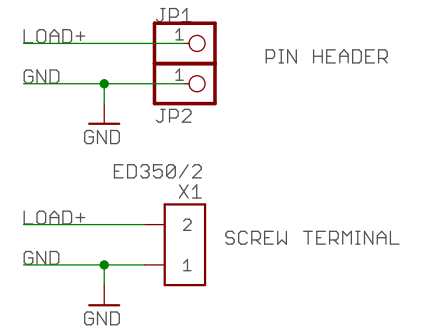 JP1
LOAD+ 1
PIN HEADER
GND 1
JP2
GND
ED350/2
X1
LOAD+ 2
SCREW TERMINAL
GND 1
GND